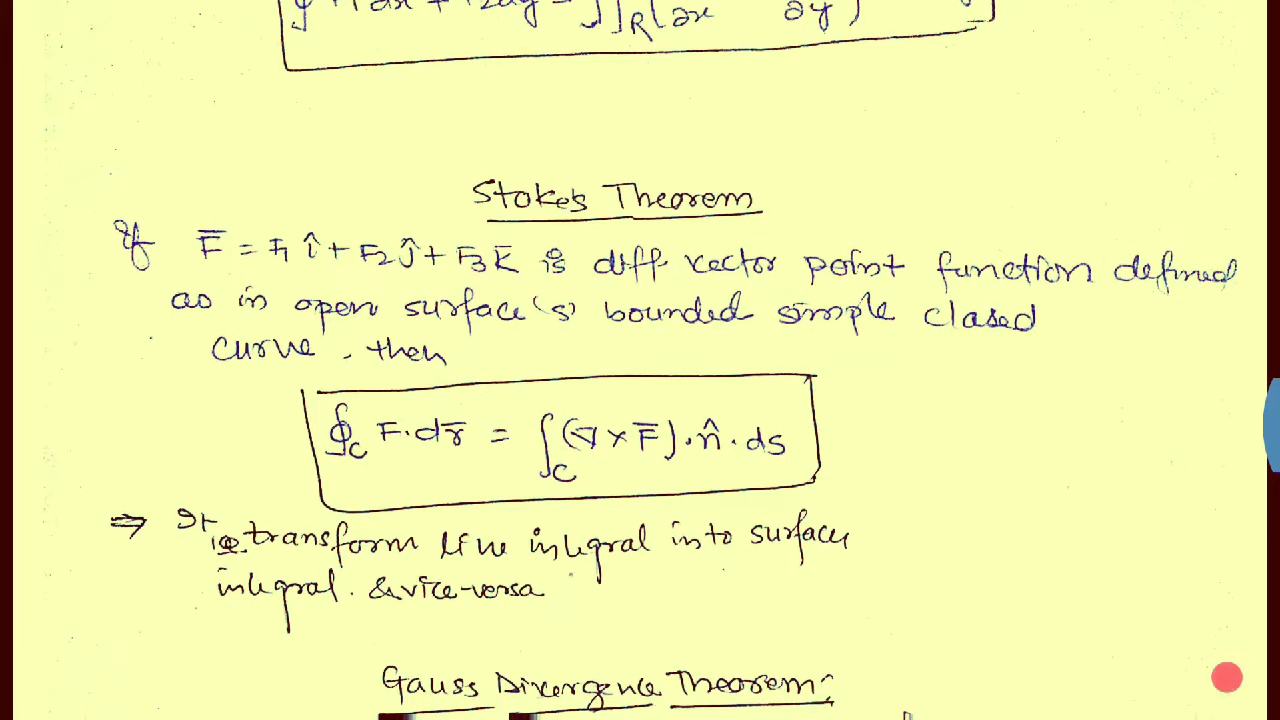 Stoke's Theorem
If F̅ = F1 î + F2 ĵ + F3 k̅ is diff vector point function defined
as in open surface (s) bounded simple closed
curve, then
∮C F.dr̅ = ∫C (∇ × F̅).n̂.ds
⇒ It transform line integral into surface
integral. & vice-versa
Gauss Divergence Theorem: